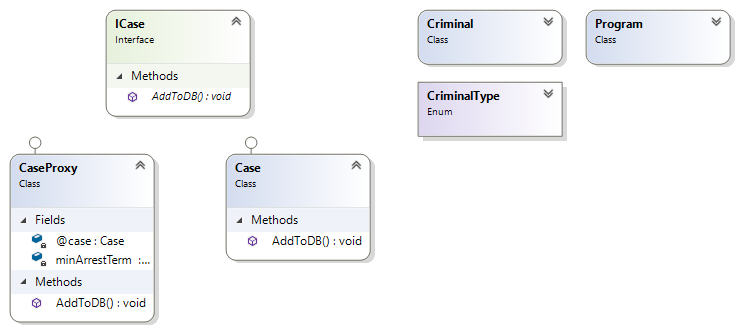 ICase
Interface
Methods
AddToDB() : void
Criminal
Class
Program
Class
CriminalType
Enum
CaseProxy
Class
Fields
@case : Case
minArrestTerm :...
Methods
AddToDB() : void
Case
Class
Methods
AddToDB() : void